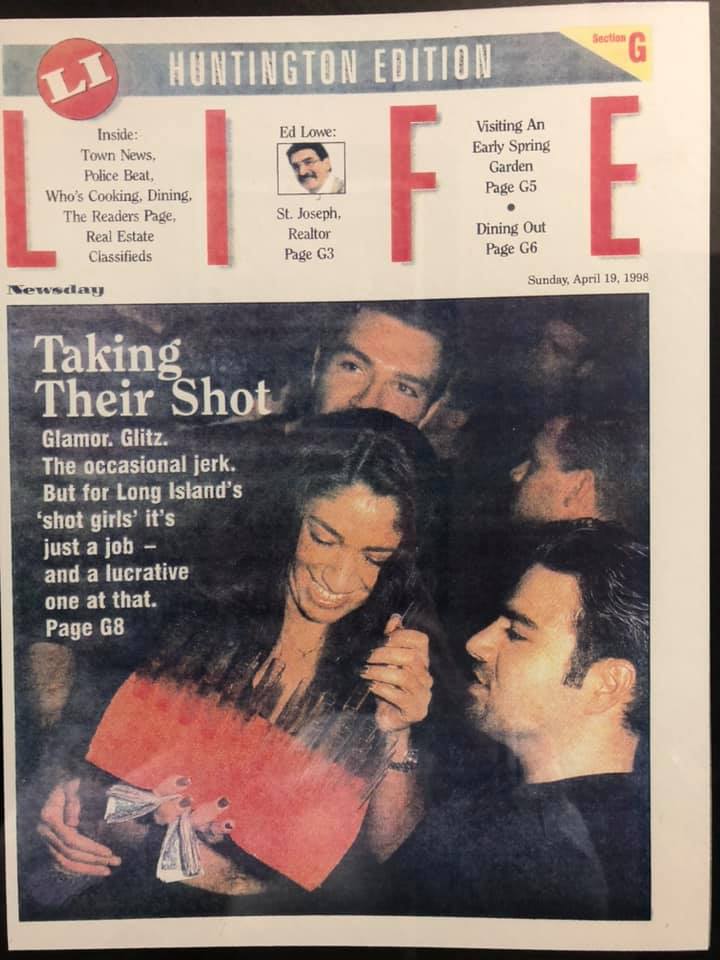 LI
HUNTINGTON EDITION
Section G
LIFE
Inside:
Town News,
Police Beat,
Who's Cooking, Dining,
The Readers Page,
Real Estate
Classifieds
Ed Lowe:
St. Joseph,
Realtor
Page G3
Visiting An
Early Spring
Garden
Page G5
•
Dining Out
Page G6
Newsday
Sunday, April 19, 1998
Taking
Their Shot
Glamor. Glitz.
The occasional jerk.
But for Long Island's
‘shot girls’ it's
just a job –
and a lucrative
one at that.
Page G8